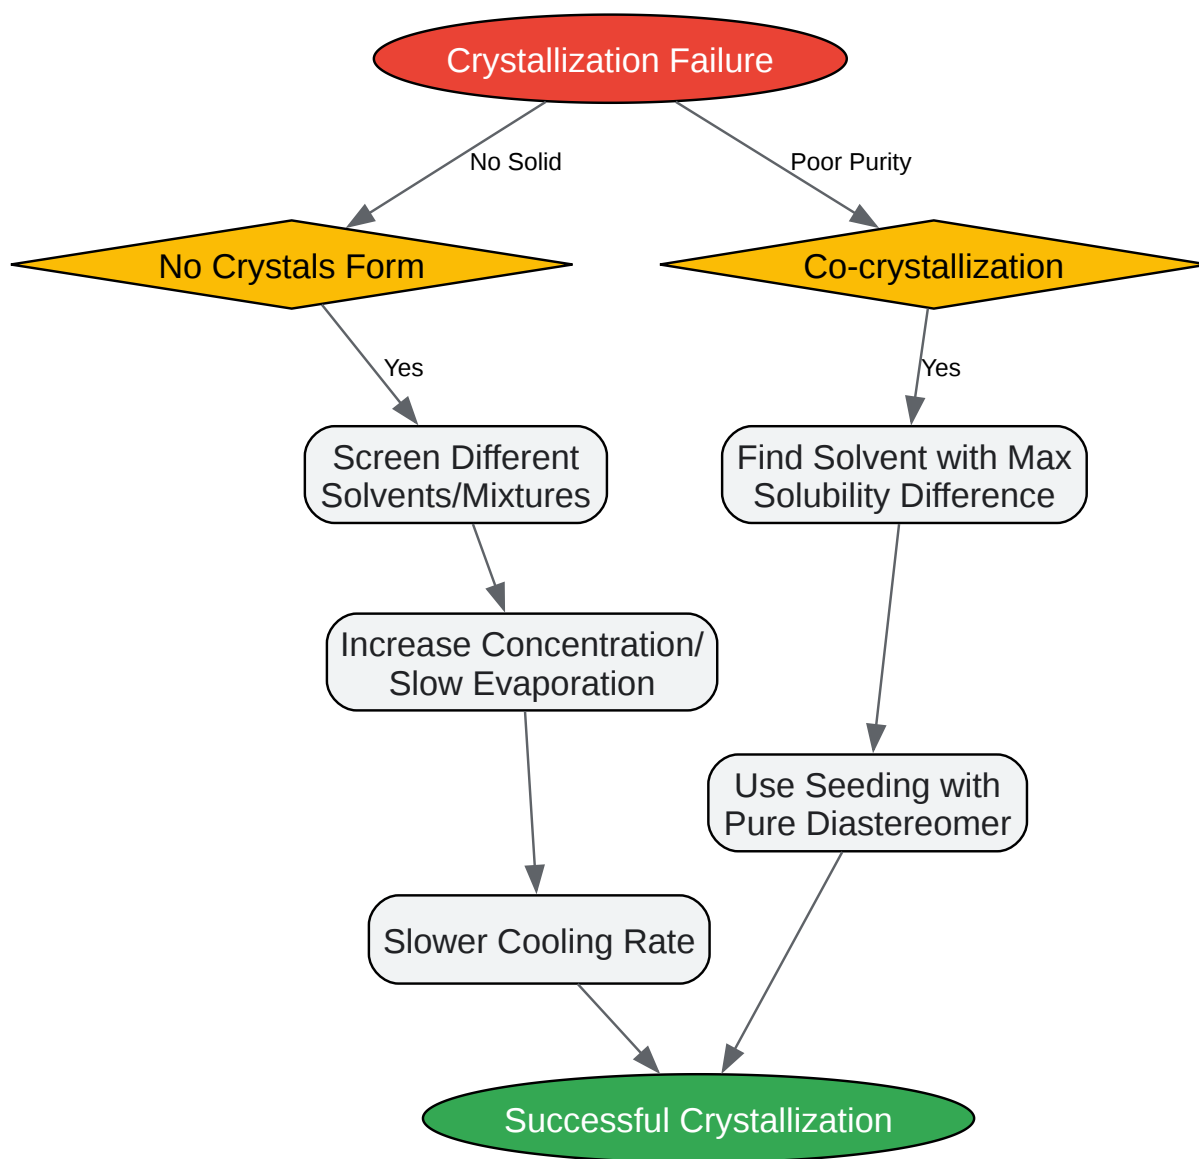 Crystallization Failure
No Solid
Poor Purity
No Crystals Form
Co-crystallization
Yes
Yes
Screen Different
Solvents/Mixtures
Find Solvent with Max
Solubility Difference
Increase Concentration/
Slow Evaporation
Use Seeding with
Pure Diastereomer
Slower Cooling Rate
Successful Crystallization